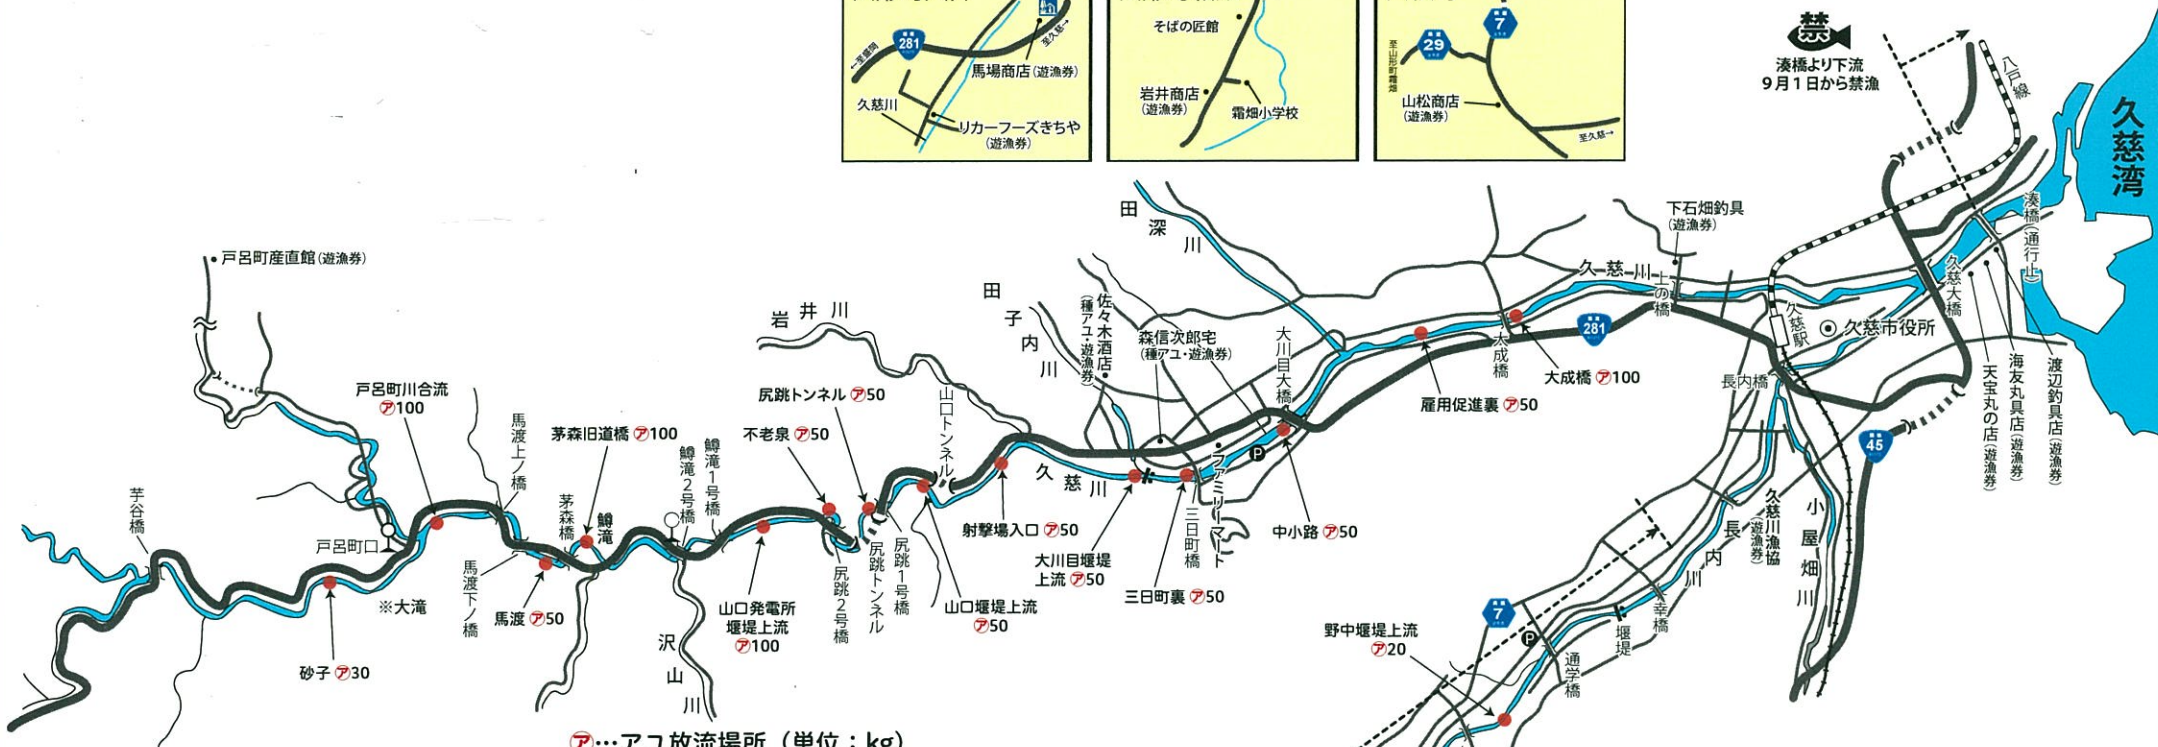 281
←至盛岡
至久慈→
馬場商店(遊漁券)
久慈川
リカーフーズきちや
(遊漁券)
そばの匠館
岩井商店
(遊漁券)
霜畑小学校
29
7
至山形町霜畑
山松商店
(遊漁券)
至久慈→
禁
湊橋より下流
9月1日から禁漁
八戸線
久慈湾
湊橋(通行止)
戸呂町産直館(遊漁券)
田深川
下石畑釣具
(遊漁券)
久慈川
上の橋
久慈大橋
岩井川
田子内川
佐々木酒店
(種アユ・遊漁券)
森信次郎宅
(種アユ・遊漁券)
大川目大橋
大成橋
281
久慈駅
久慈市役所
大成橋 ア100
雇用促進裏 ア50
長内橋
天宝丸の店(遊漁券)
海友丸具店(遊漁券)
渡辺釣具店(遊漁券)
戸呂町川合流
ア100
馬渡上ノ橋
茅森旧道橋 ア100
尻跳トンネル ア50
不老泉 ア50
山口トンネル
鱒滝2号橋
鱒滝1号橋
久慈川
ファミリーマート
P
45
芋谷橋
茅森橋
鱒滝
射撃場入口 ア50
大川目堰堤
上流 ア50
三日町橋
中小路 ア50
久慈川漁協
(遊漁券)
長内川
小屋畑川
戸呂町口
馬渡下ノ橋
※大滝
馬渡 ア50
山口発電所
堰堤上流
ア100
尻跳2号橋
尻跳トンネル
尻跳1号橋
山口堰堤上流
ア50
三日町裏 ア50
砂子 ア30
沢山川
7
P
野中堰堤上流
ア20
通学橋
堰堤
幸橋
ア…アユ放流場所(単位:kg)